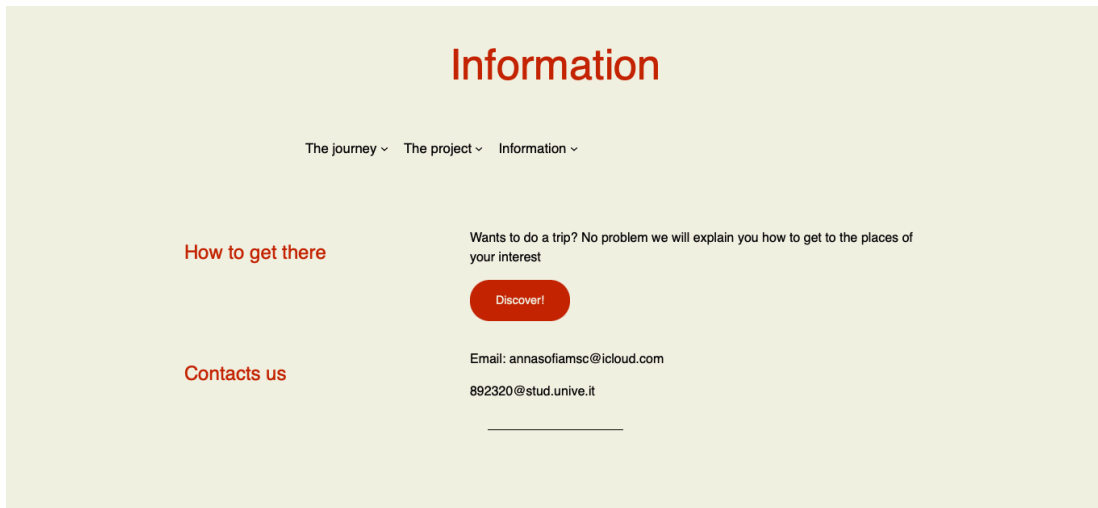 Information
The journey
The project
Information
How to get there
Wants to do a trip? No problem we will explain you how to get to the places of
your interest
Discover!
Contacts us
Email: annasofiamsc@icloud.com
892320@stud.unive.it